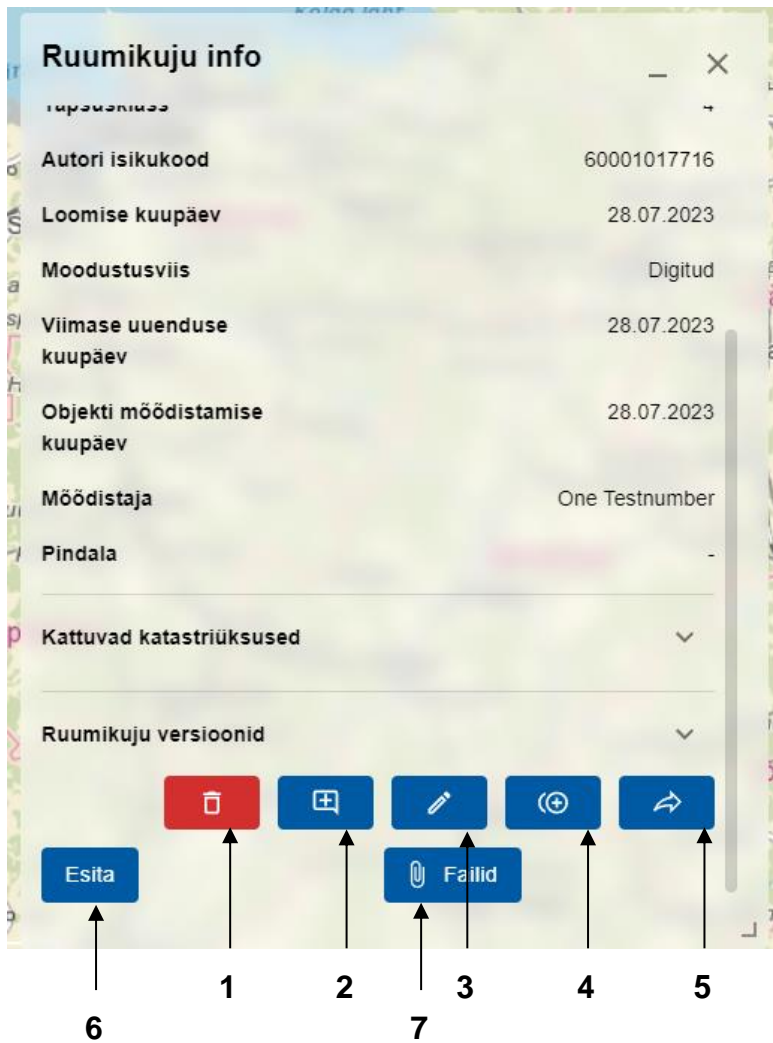 Ruumikuju info
Täpsusklass 4
Autori isikukood 60001017716
Loomise kuupäev 28.07.2023
Moodustusviis Digitud
Viimase uuenduse 28.07.2023
kuupäev
Objekti mõõdistamise 28.07.2023
kuupäev
Mõõdistaja One Testnumber
Pindala -
Kattuvad katastriüksused
Ruumikuju versioonid
Esita Failid
1 2 3 4 5
6 7